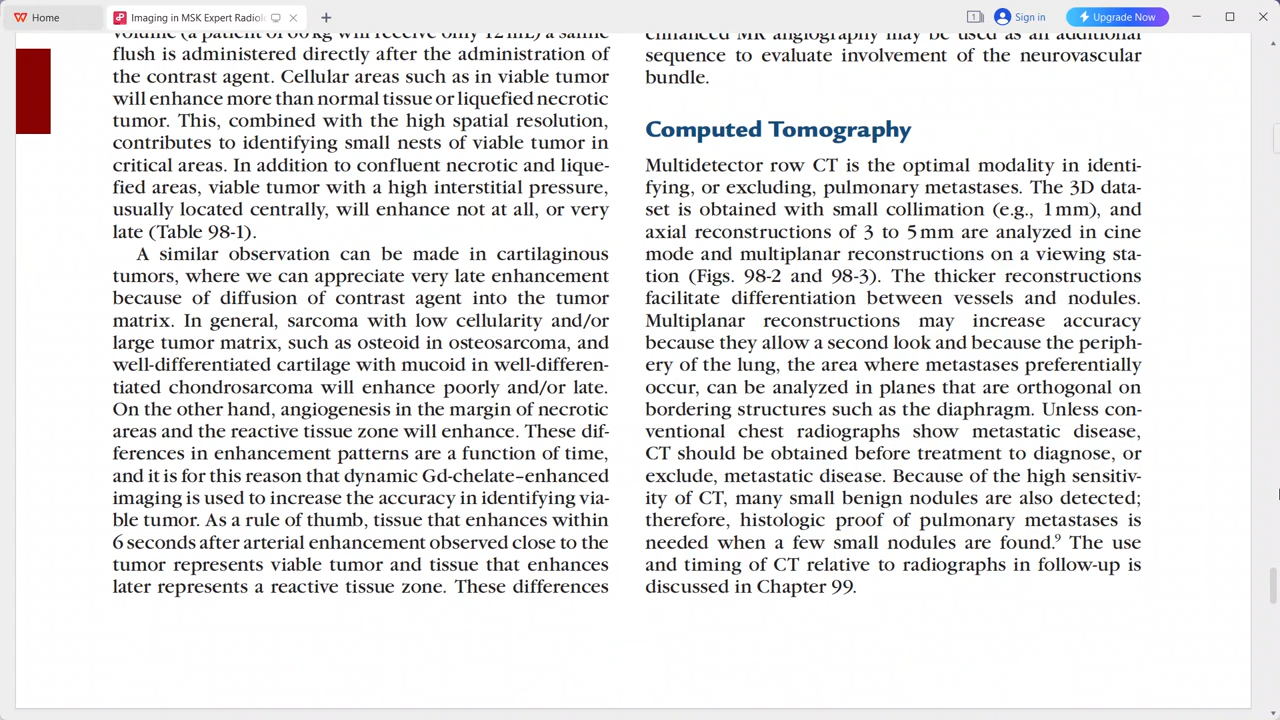 Home
Imaging in MSK Expert Radiol
1
Sign in
Upgrade Now
volume (a patient of 60 kg will receive only 12 mL) a saline
flush is administered directly after the administration of
the contrast agent. Cellular areas such as in viable tumor
will enhance more than normal tissue or liquefied necrotic
tumor. This, combined with the high spatial resolution,
contributes to identifying small nests of viable tumor in
critical areas. In addition to confluent necrotic and lique-
fied areas, viable tumor with a high interstitial pressure,
usually located centrally, will enhance not at all, or very
late (Table 98-1).
A similar observation can be made in cartilaginous
tumors, where we can appreciate very late enhancement
because of diffusion of contrast agent into the tumor
matrix. In general, sarcoma with low cellularity and/or
large tumor matrix, such as osteoid in osteosarcoma, and
well-differentiated cartilage with mucoid in well-differen-
tiated chondrosarcoma will enhance poorly and/or late.
On the other hand, angiogenesis in the margin of necrotic
areas and the reactive tissue zone will enhance. These dif-
ferences in enhancement patterns are a function of time,
and it is for this reason that dynamic Gd-chelate–enhanced
imaging is used to increase the accuracy in identifying via-
ble tumor. As a rule of thumb, tissue that enhances within
6 seconds after arterial enhancement observed close to the
tumor represents viable tumor and tissue that enhances
later represents a reactive tissue zone. These differences
enhanced MR angiography may be used as an additional
sequence to evaluate involvement of the neurovascular
bundle.
Computed Tomography
Multidetector row CT is the optimal modality in identi-
fying, or excluding, pulmonary metastases. The 3D data-
set is obtained with small collimation (e.g., 1 mm), and
axial reconstructions of 3 to 5 mm are analyzed in cine
mode and multiplanar reconstructions on a viewing sta-
tion (Figs. 98-2 and 98-3). The thicker reconstructions
facilitate differentiation between vessels and nodules.
Multiplanar reconstructions may increase accuracy
because they allow a second look and because the periph-
ery of the lung, the area where metastases preferentially
occur, can be analyzed in planes that are orthogonal on
bordering structures such as the diaphragm. Unless con-
ventional chest radiographs show metastatic disease,
CT should be obtained before treatment to diagnose, or
exclude, metastatic disease. Because of the high sensitiv-
ity of CT, many small benign nodules are also detected;
therefore, histologic proof of pulmonary metastases is
needed when a few small nodules are found.⁹ The use
and timing of CT relative to radiographs in follow-up is
discussed in Chapter 99.